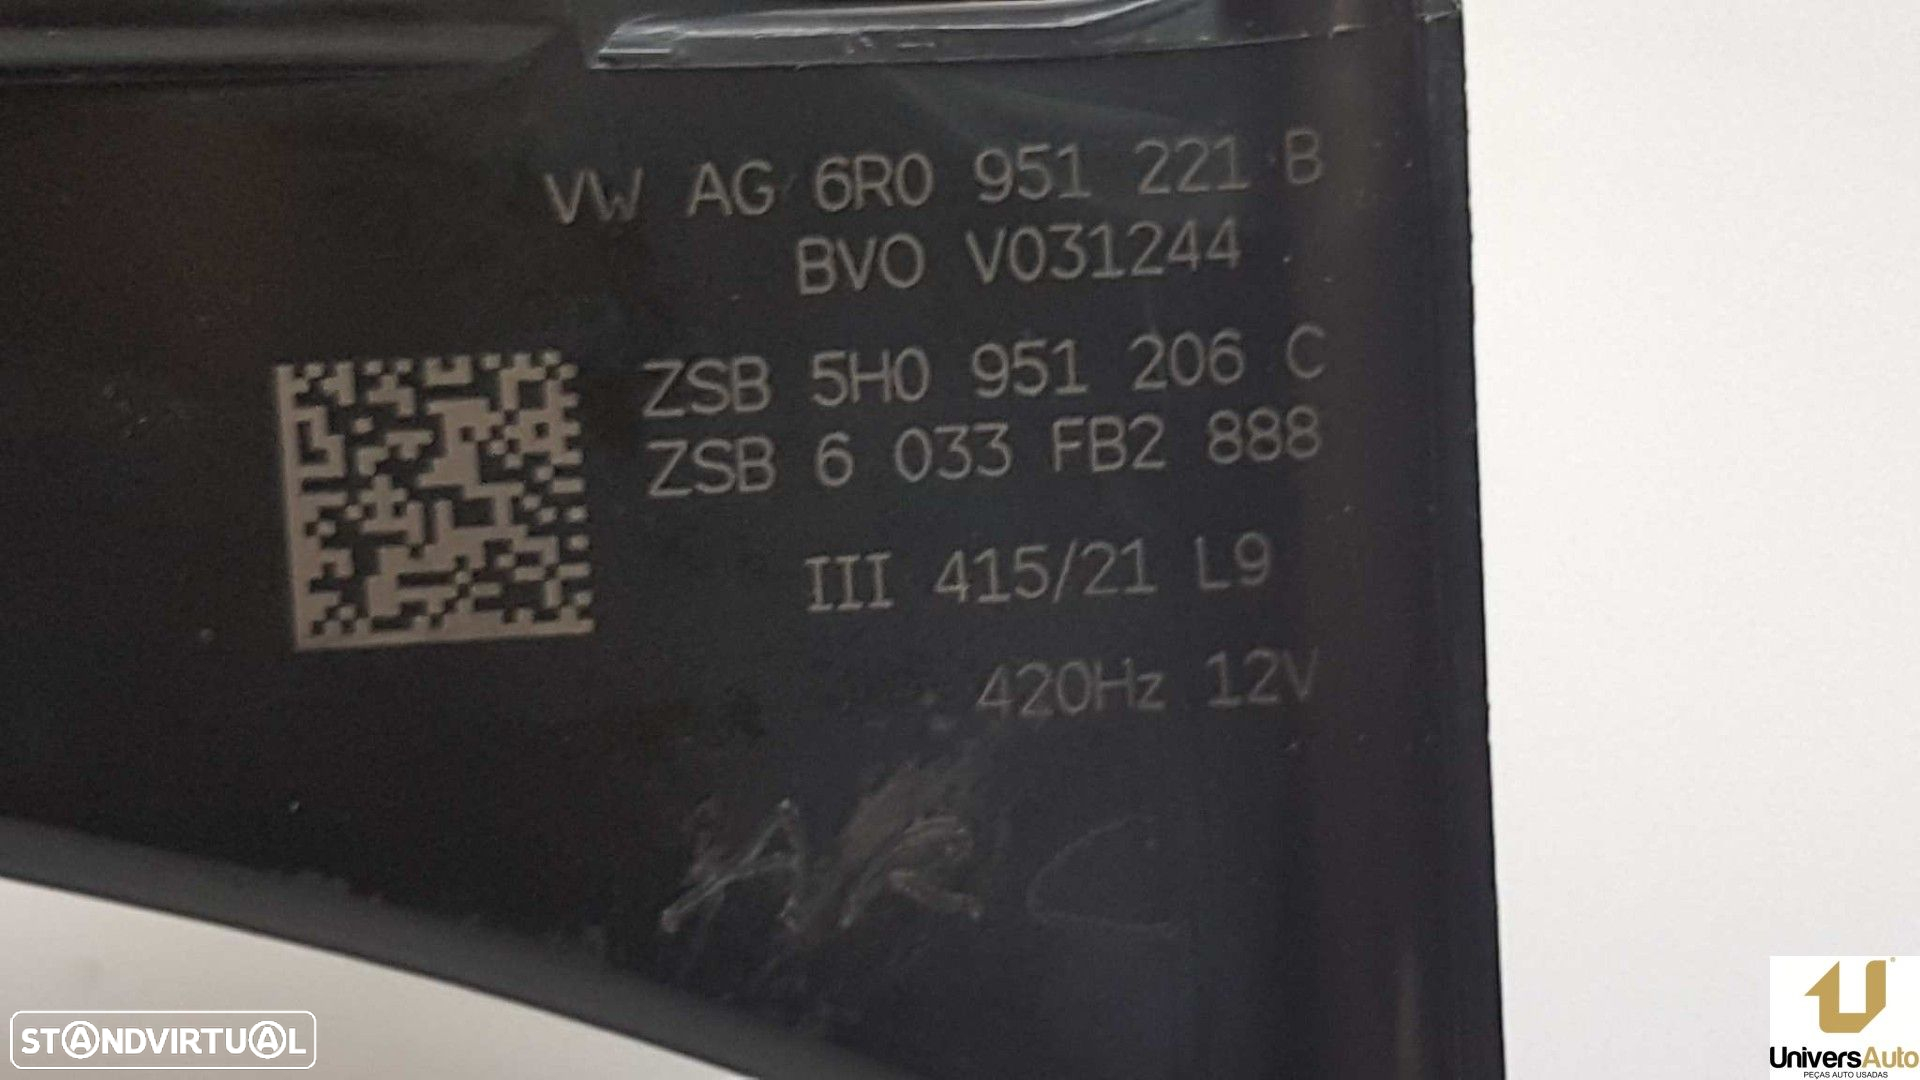 VW AG 6R0 951 221 B
BVO V031244
ZSB 5H0 951 206 C
ZSB 6 033 FB2 888
III 415/21 L9
420Hz 12V
ARC
STANDVIRTUAL
UniversAuto
PEÇAS AUTO USADAS